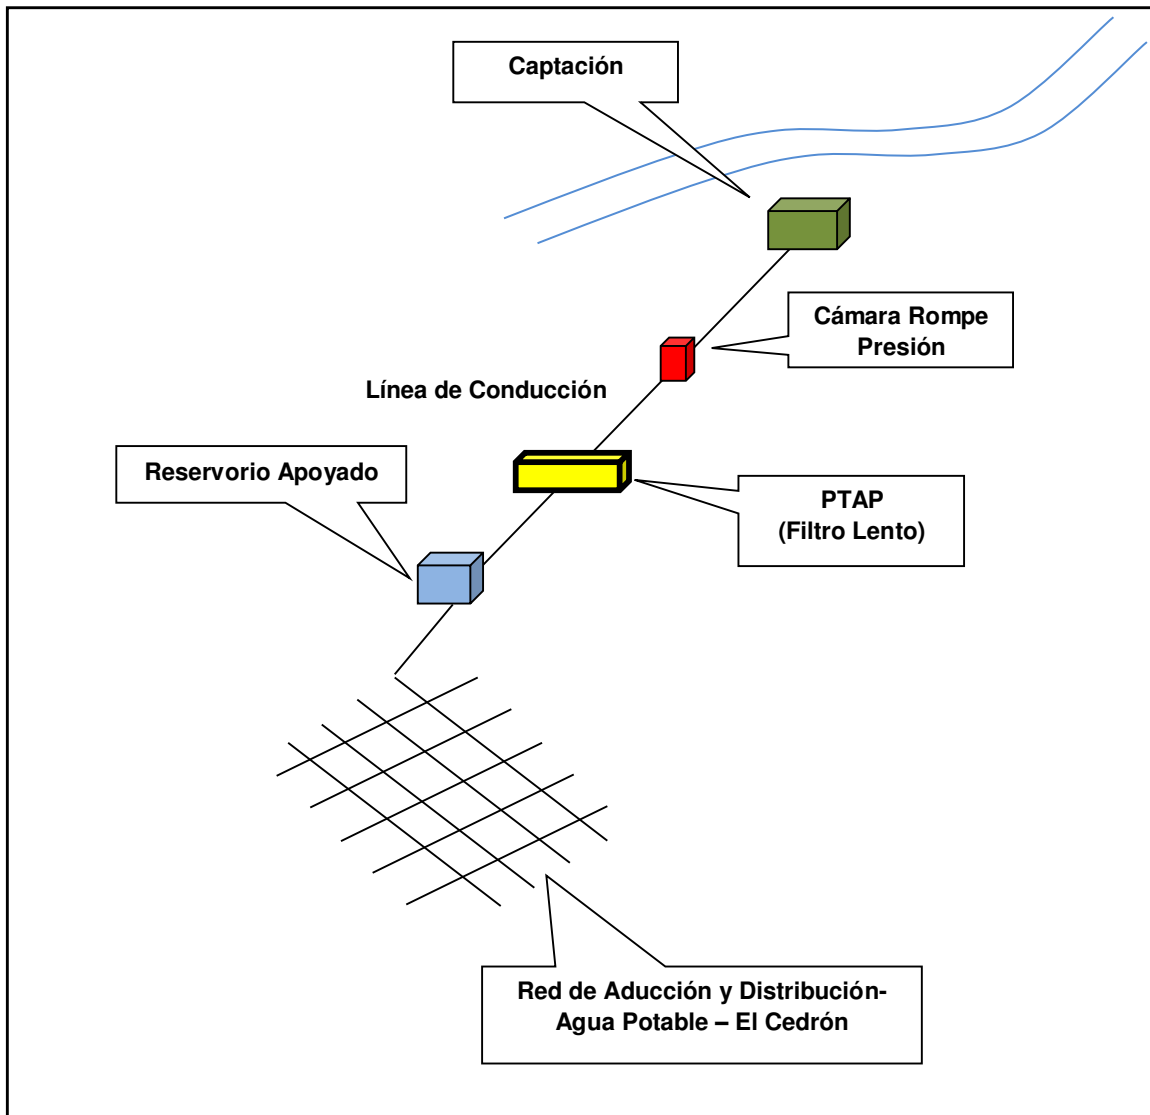 Captación
Cámara Rompe
Presión
Línea de Conducción
Reservorio Apoyado
PTAP
(Filtro Lento)
Red de Aducción y Distribución-
Agua Potable – El Cedrón